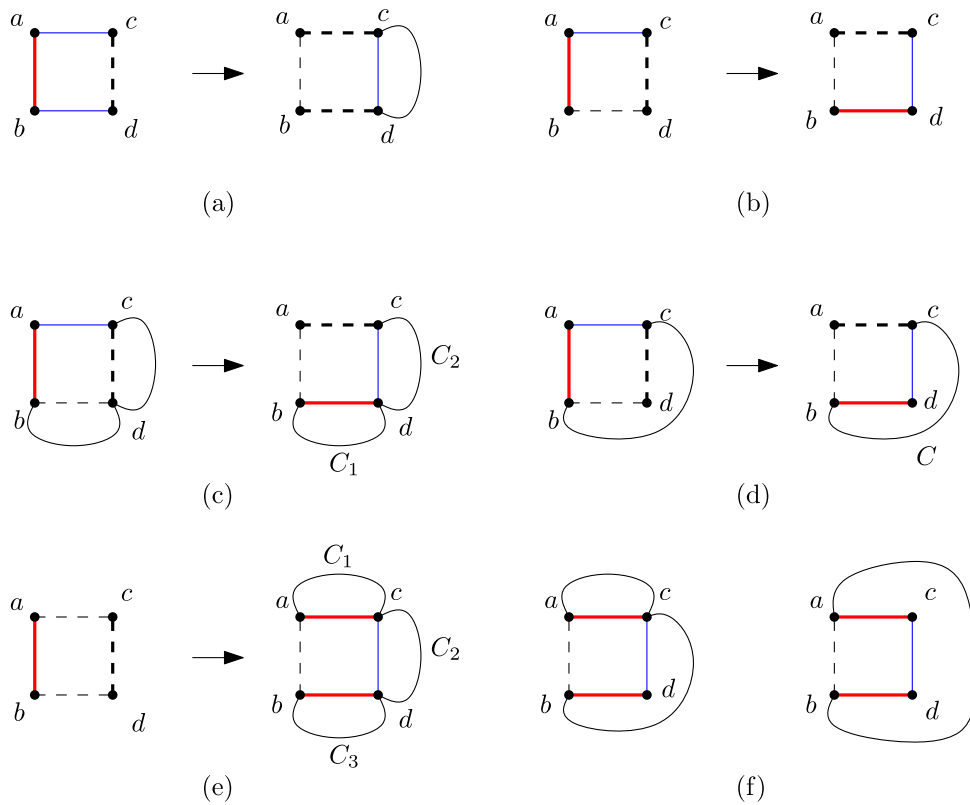 a c c a c a c
b d b d b d b d
(a) (b)
a c c a c a c
C₂
b d b d b d b d
C₁ C
(c) (d)
C₁
a c a c a c a c
C₂
b d b d b d b d
C₃
(e) (f)